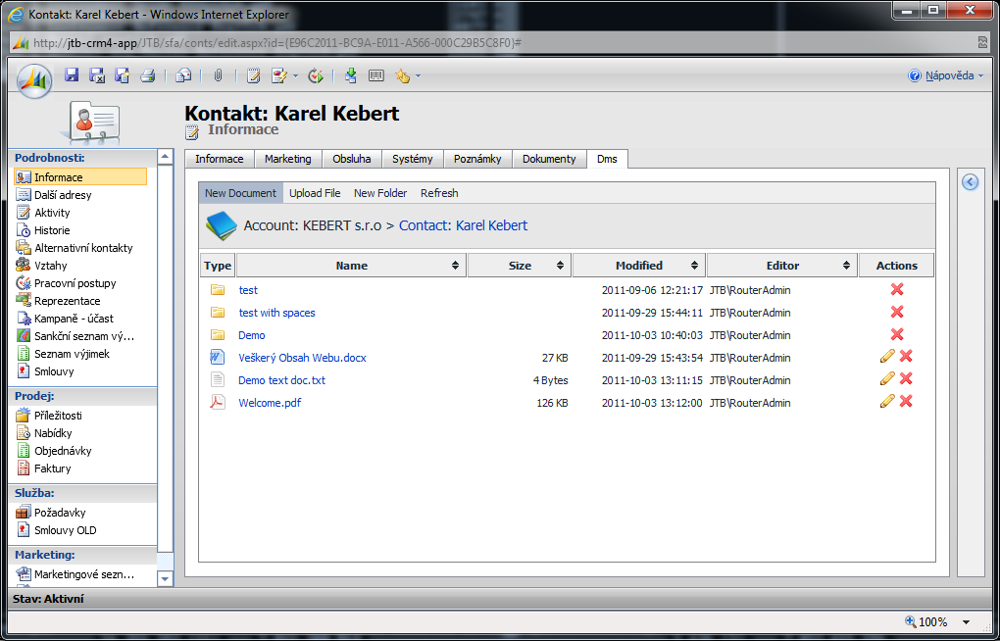 Kontakt: Karel Kebert - Windows Internet Explorer
http://jtb-crm4-app/JTB/sfa/conts/edit.aspx?id={E96C2011-BC9A-E011-A566-000C29B5C8F0}#
Nápověda
Kontakt: Karel Kebert
Informace
Podrobnosti:
Informace
Další adresy
Aktivity
Historie
Alternativní kontakty
Vztahy
Pracovní postupy
Reprezentace
Kampaně - účast
Sankční seznam vý...
Seznam výjimek
Smlouvy
Prodej:
Příležitosti
Nabídky
Objednávky
Faktury
Služba:
Požadavky
Smlouvy OLD
Marketing:
Marketingové sezn...
Informace Marketing Obsluha Systémy Poznámky Dokumenty Dms
New Document Upload File New Folder Refresh
Account: KEBERT s.r.o > Contact: Karel Kebert
Type Name Size Modified Editor Actions
test 2011-09-06 12:21:17 JTB\RouterAdmin
test with spaces 2011-09-29 15:44:11 JTB\RouterAdmin
Demo 2011-10-03 10:40:03 JTB\RouterAdmin
Veškerý Obsah Webu.docx 27 KB 2011-09-29 15:43:54 JTB\RouterAdmin
Demo text doc.txt 4 Bytes 2011-10-03 13:11:15 JTB\RouterAdmin
Welcome.pdf 126 KB 2011-10-03 13:12:00 JTB\RouterAdmin
Stav: Aktivní
100%